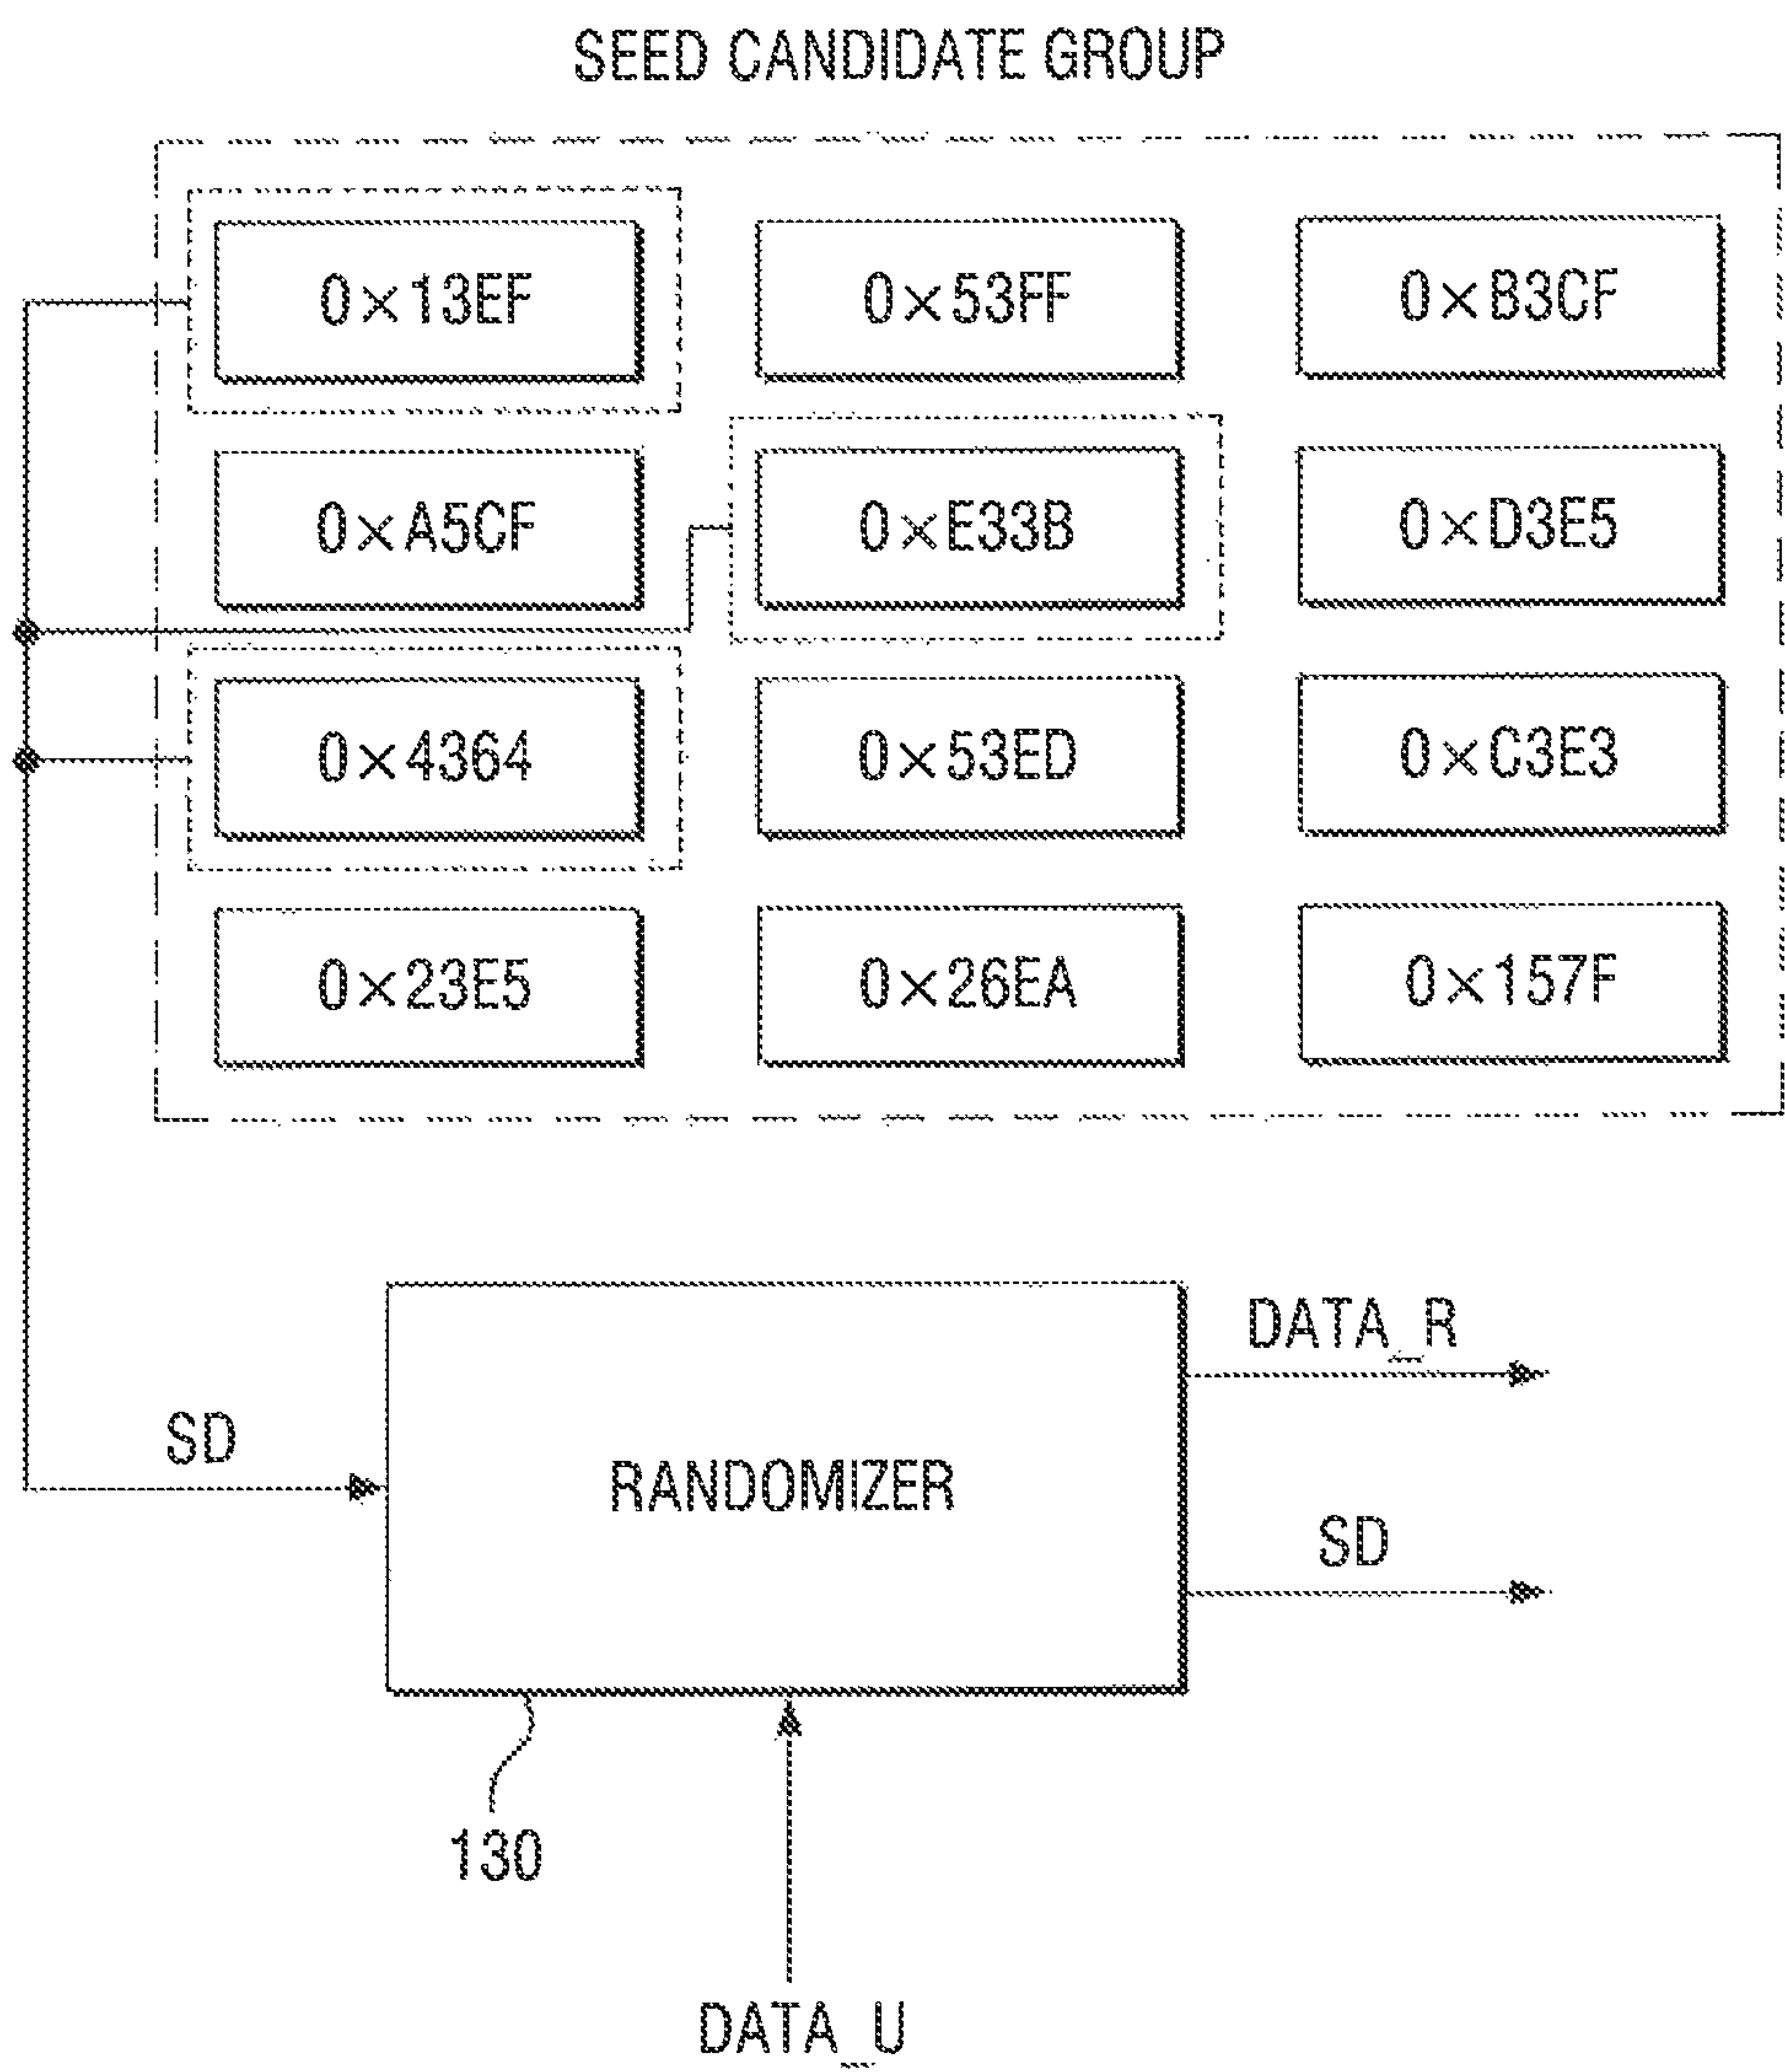 SEED CANDIDATE GROUP
0×13EF 0×53FF 0×B3CF
0×A5CF 0×E33B 0×D3E5
0×4364 0×53ED 0×C3E3
0×23E5 0×26EA 0×157F
DATA_R
SD
RANDOMIZER
SD
130
DATA_U